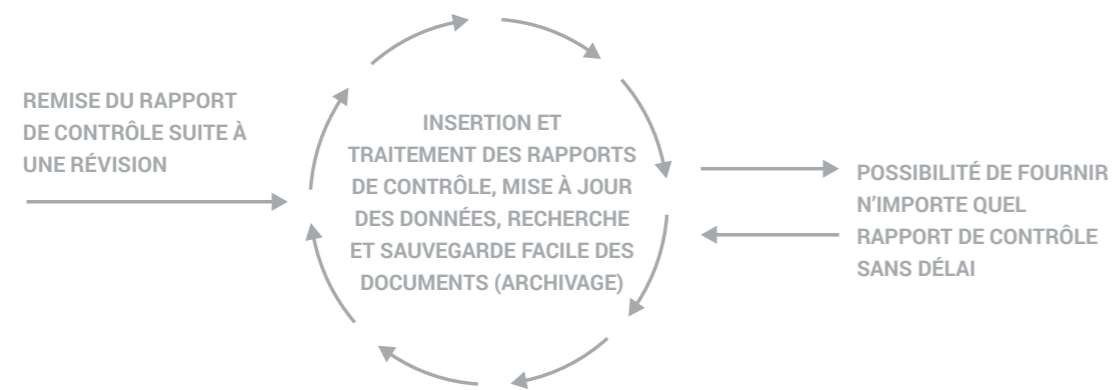 REMISE DU RAPPORT
DE CONTRÔLE SUITE À
UNE RÉVISION
INSERTION ET
TRAITEMENT DES RAPPORTS
DE CONTRÔLE, MISE À JOUR
DES DONNÉES, RECHERCHE
ET SAUVEGARDE FACILE DES
DOCUMENTS (ARCHIVAGE)
POSSIBILITÉ DE FOURNIR
N’IMPORTE QUEL
RAPPORT DE CONTRÔLE
SANS DÉLAI